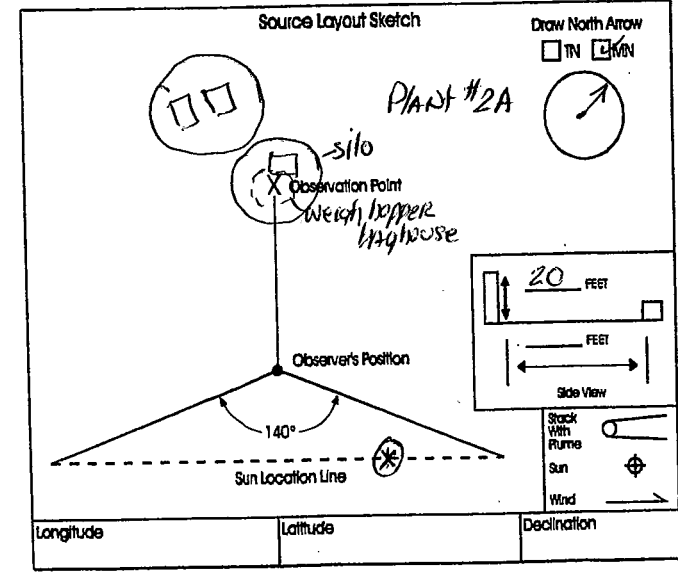 Source Layout Sketch
Draw North Arrow
TN MN
Plant #2A
silo
X Observation Point
Weigh hopper
baghouse
20 FEET
FEET
Side View
Observer's Position
140°
Sun Location Line
Stack
With
Plume
Sun
Wind
Longitude
Latitude
Declination